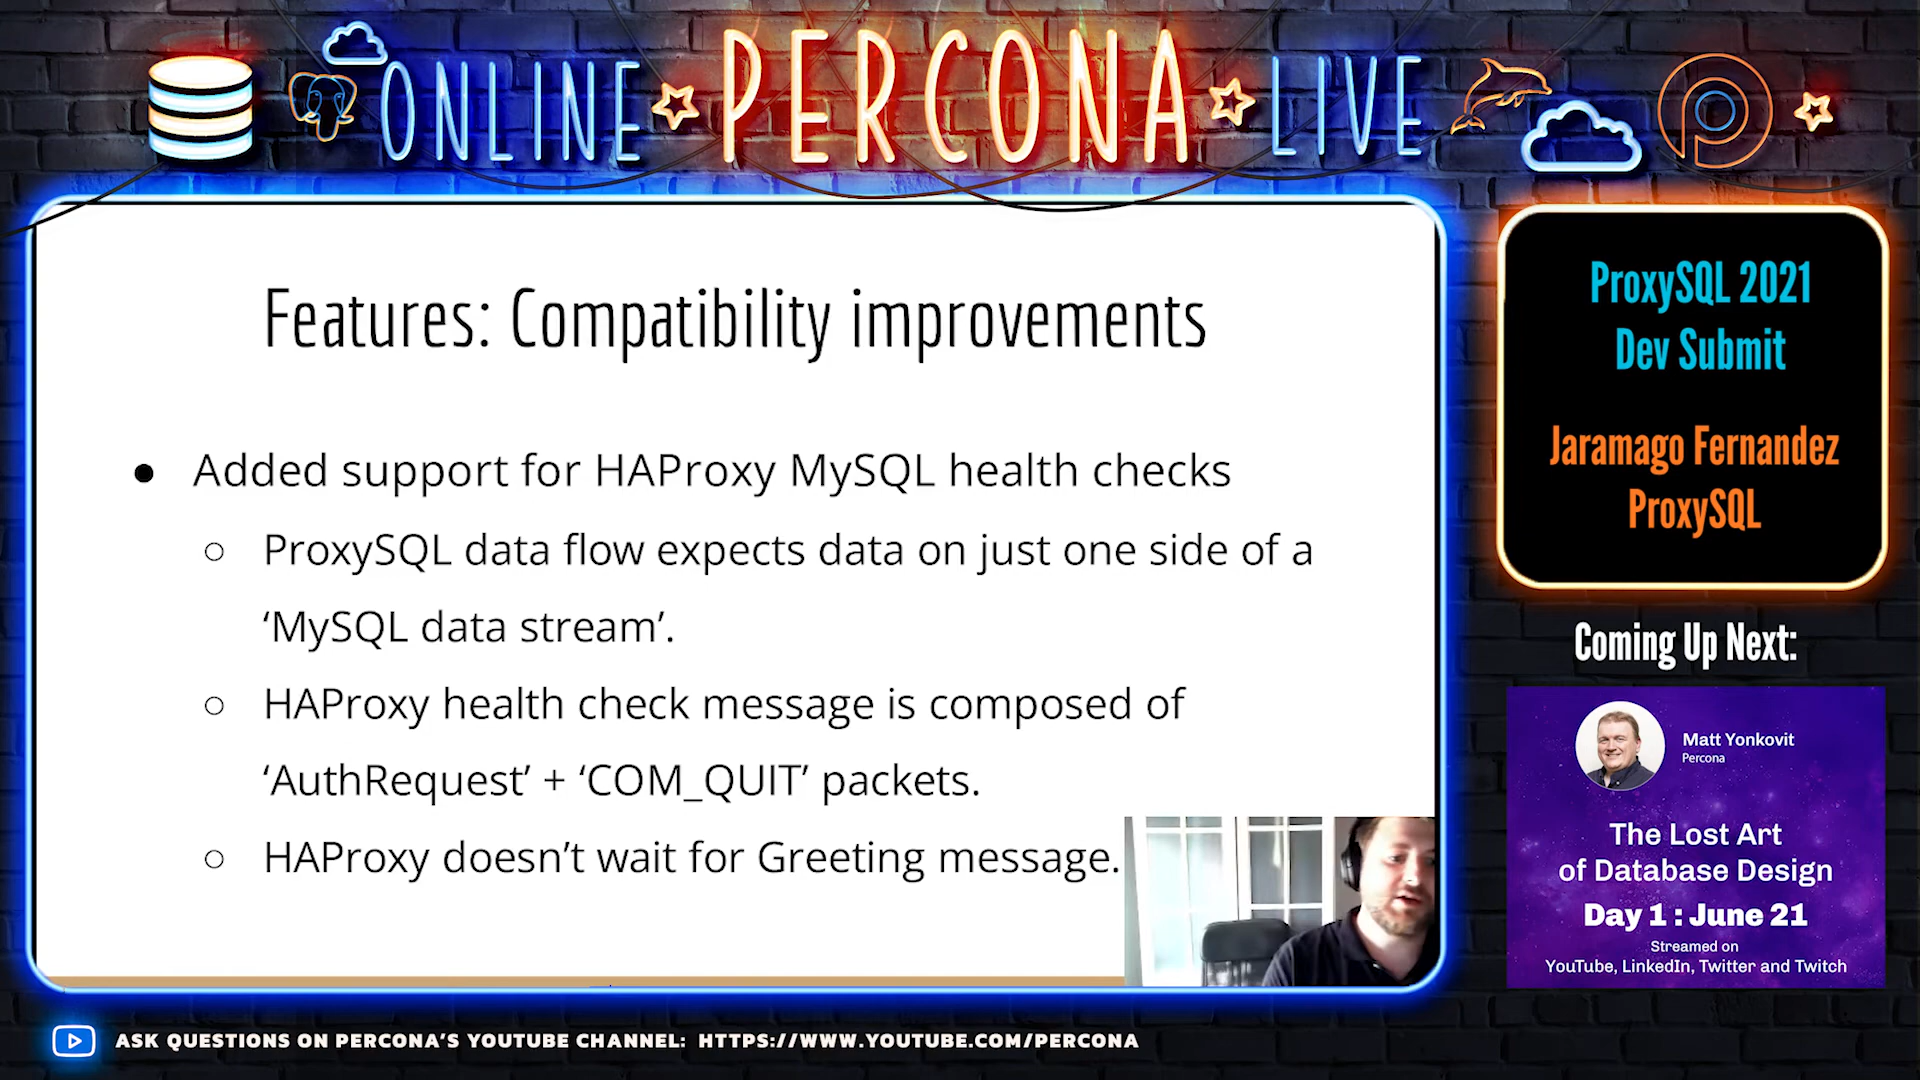 ONLINE PERCONA LIVE
Features: Compatibility improvements
● Added support for HAProxy MySQL health checks
○ ProxySQL data flow expects data on just one side of a
‘MySQL data stream’.
○ HAProxy health check message is composed of
‘AuthRequest’ + ‘COM_QUIT’ packets.
○ HAProxy doesn’t wait for Greeting message.
ProxySQL 2021
Dev Submit
Jaramago Fernandez
ProxySQL
Coming Up Next:
Matt Yonkovit
Percona
The Lost Art
of Database Design
Day 1 : June 21
Streamed on
YouTube, LinkedIn, Twitter and Twitch
ASK QUESTIONS ON PERCONA’S YOUTUBE CHANNEL: HTTPS://WWW.YOUTUBE.COM/PERCONA